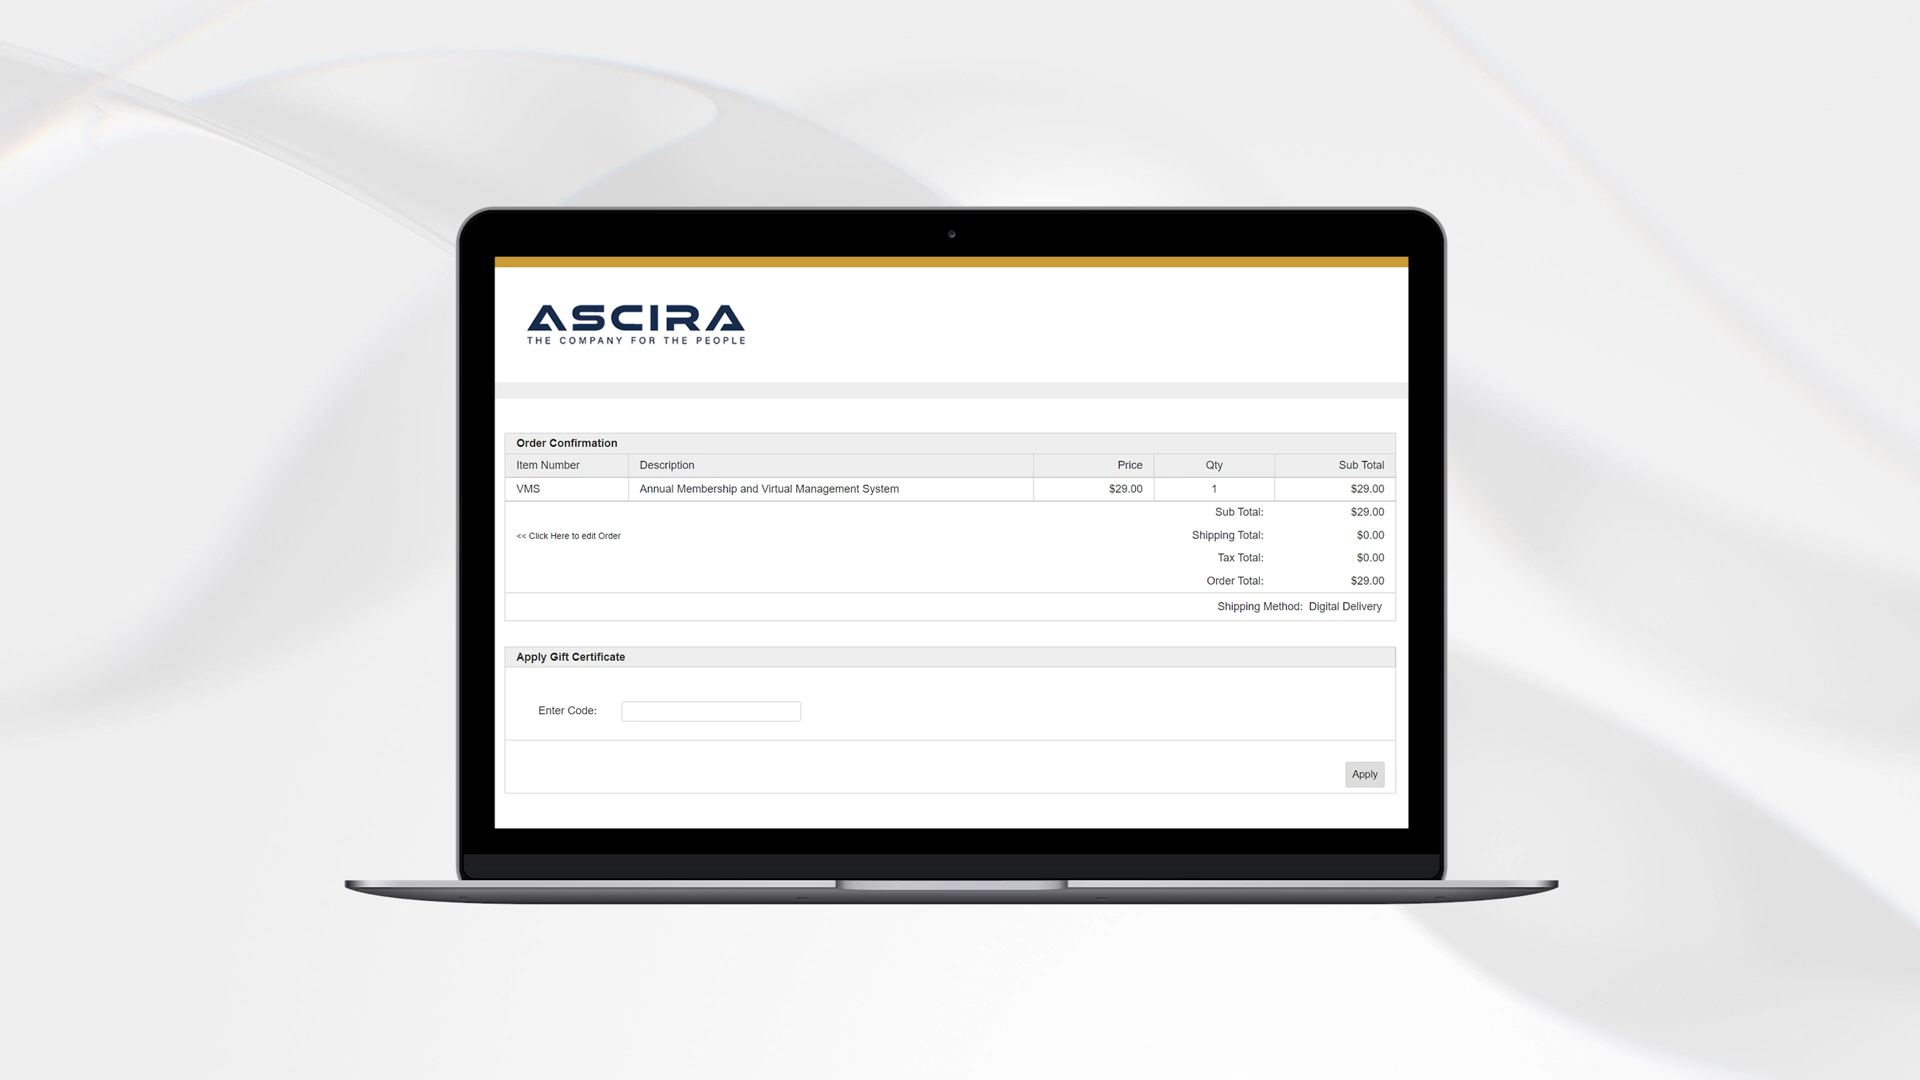 ASCIRA
THE COMPANY FOR THE PEOPLE
Order Confirmation
Item Number Description Price Qty Sub Total
VMS Annual Membership and Virtual Management System $29.00 1 $29.00
Sub Total: $29.00
<< Click Here to edit Order Shipping Total: $0.00
Tax Total: $0.00
Order Total: $29.00
Shipping Method: Digital Delivery
Apply Gift Certificate
Enter Code:
Apply